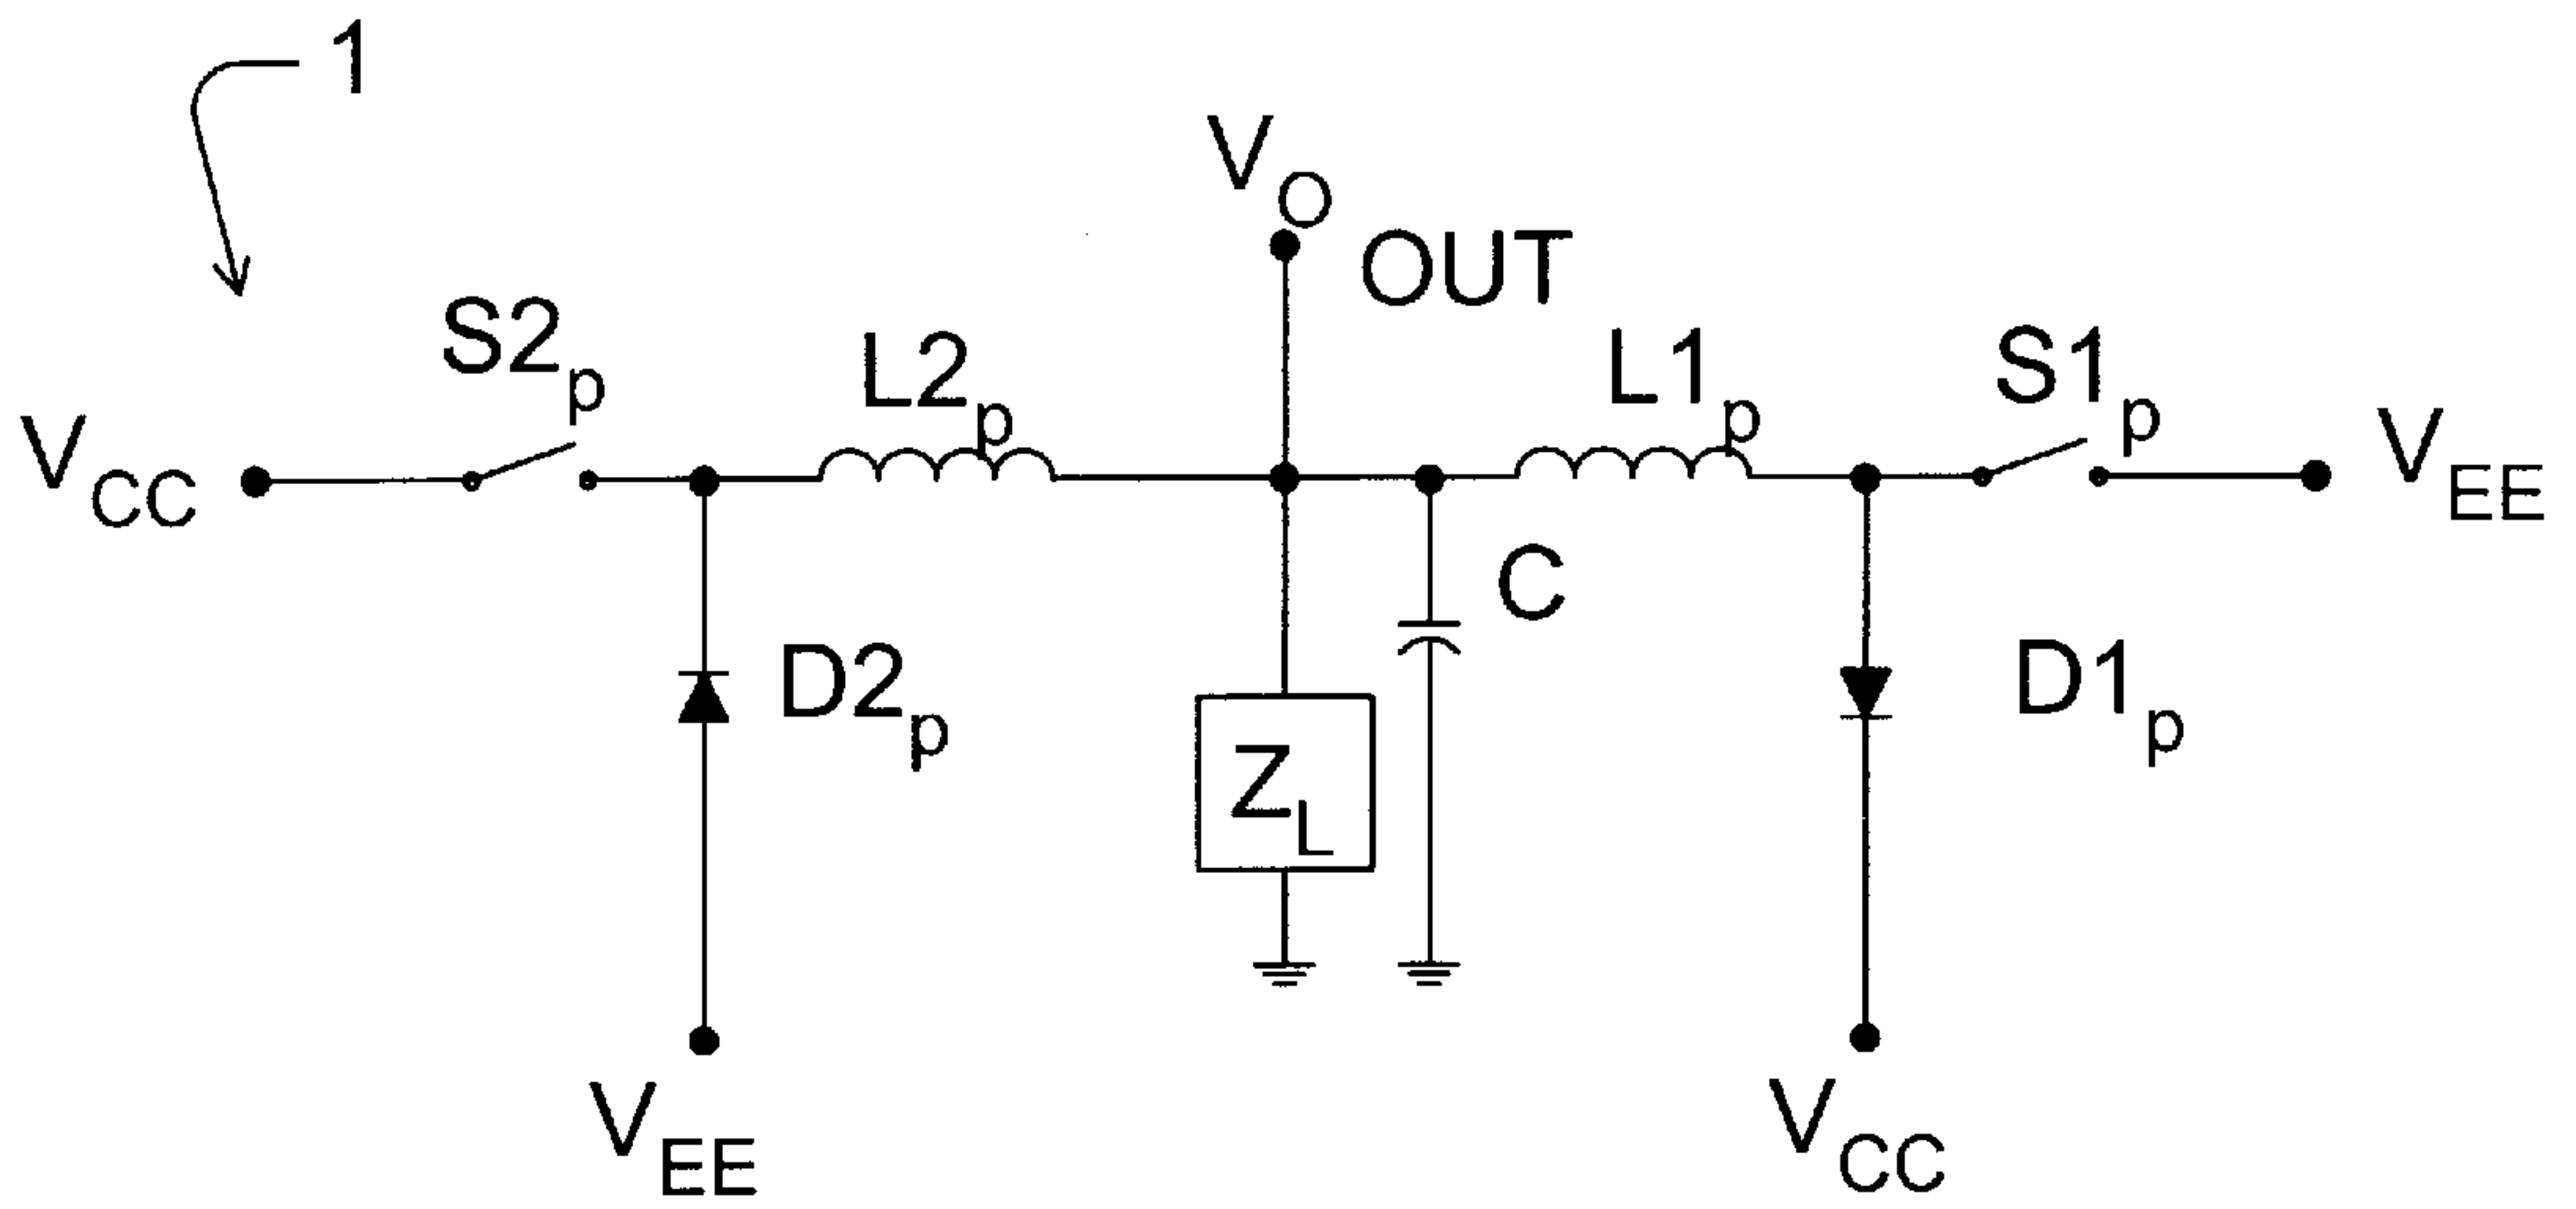 1
V_O
OUT
S2_p
L2_p
L1_p
S1_p
V_CC
V_EE
C
D2_p
D1_p
Z_L
V_EE
V_CC